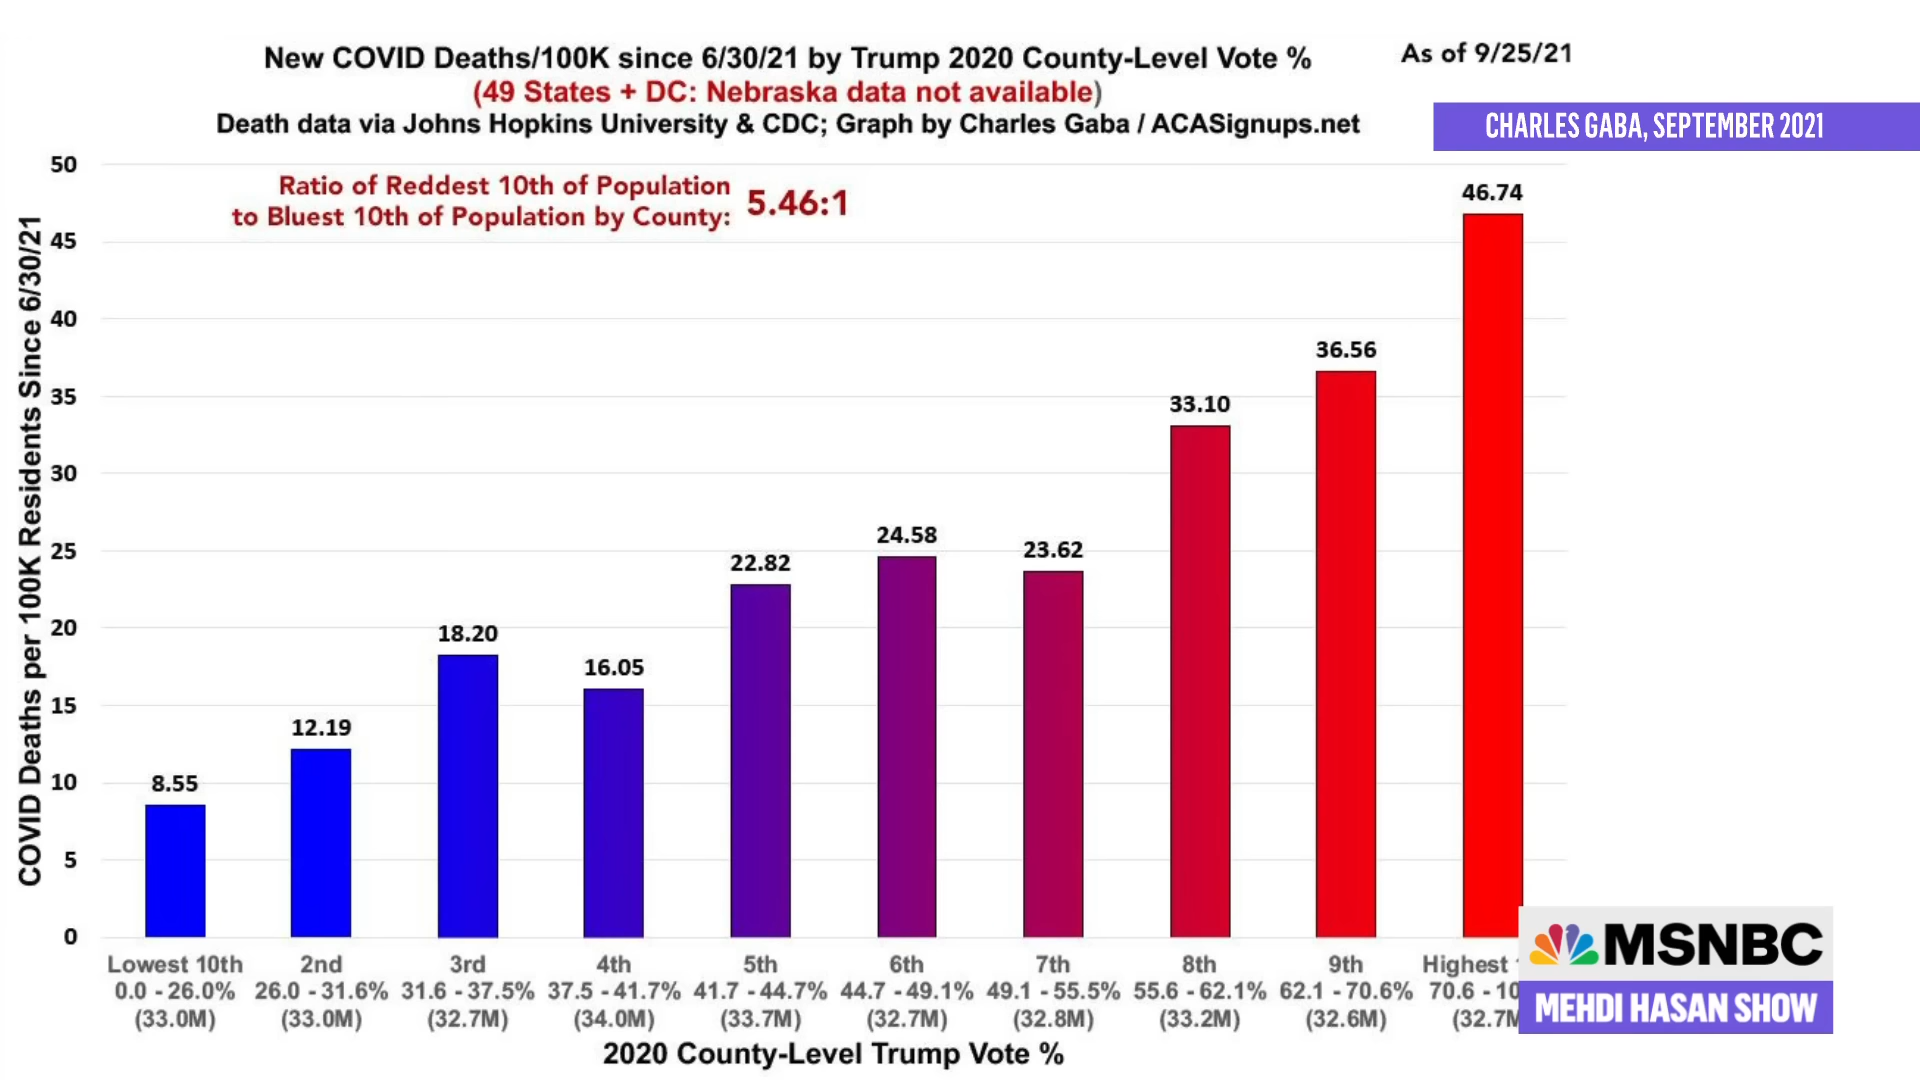 New COVID Deaths/100K since 6/30/21 by Trump 2020 County-Level Vote %
As of 9/25/21
(49 States + DC: Nebraska data not available)
Death data via Johns Hopkins University & CDC; Graph by Charles Gaba / ACASignups.net
CHARLES GABA, SEPTEMBER 2021
Ratio of Reddest 10th of Population
to Bluest 10th of Population by County:
5.46:1
COVID Deaths per 100K Residents Since 6/30/21
50
45
40
35
30
25
20
15
10
5
0
8.55
12.19
18.20
16.05
22.82
24.58
23.62
33.10
36.56
46.74
Lowest 10th 2nd 3rd 4th 5th 6th 7th 8th 9th Highest
0.0 - 26.0% 26.0 - 31.6% 31.6 - 37.5% 37.5 - 41.7% 41.7 - 44.7% 44.7 - 49.1% 49.1 - 55.5% 55.6 - 62.1% 62.1 - 70.6% 70.6 - 10
(33.0M) (33.0M) (32.7M) (34.0M) (33.7M) (32.7M) (32.8M) (33.2M) (32.6M) (32.7M
2020 County-Level Trump Vote %
MSNBC
MEHDI HASAN SHOW